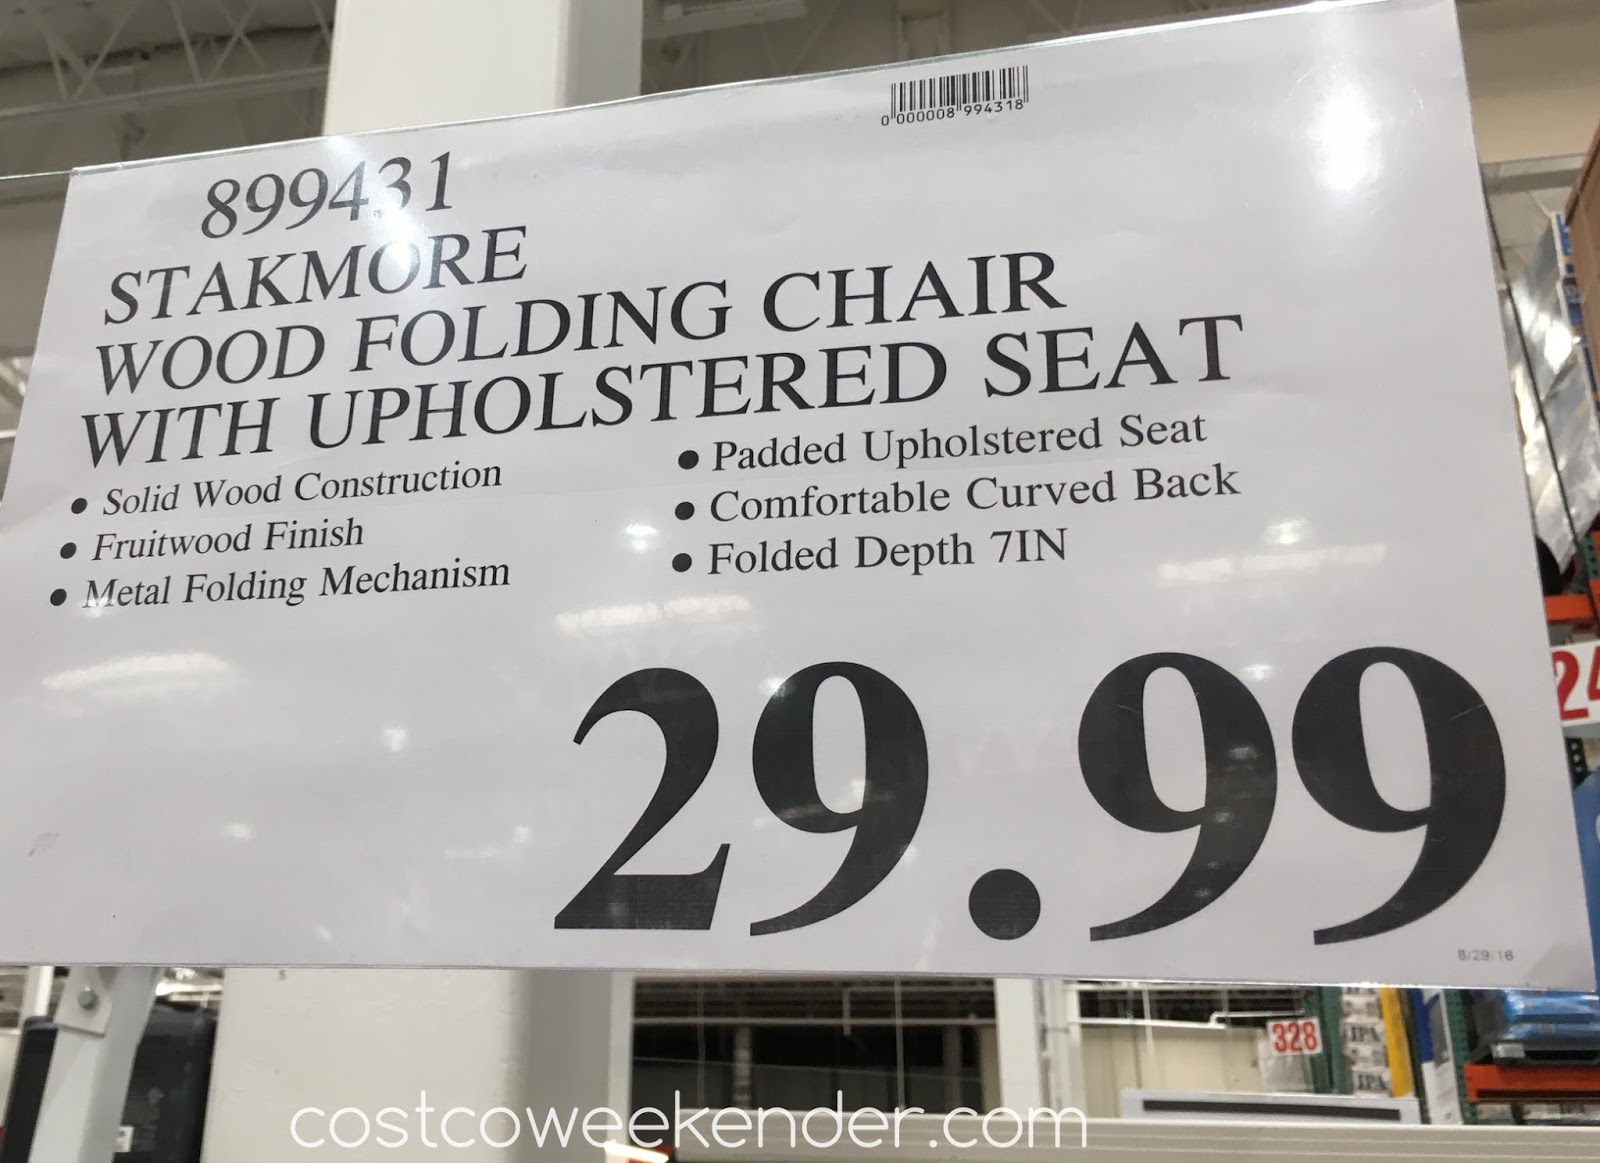 0 000008 994318
899431
STAKMORE
WOOD FOLDING CHAIR
WITH UPHOLSTERED SEAT
• Solid Wood Construction
• Fruitwood Finish
• Metal Folding Mechanism
• Padded Upholstered Seat
• Comfortable Curved Back
• Folded Depth 7IN
29.99
8/29/16
24
328
costcoweekender.com